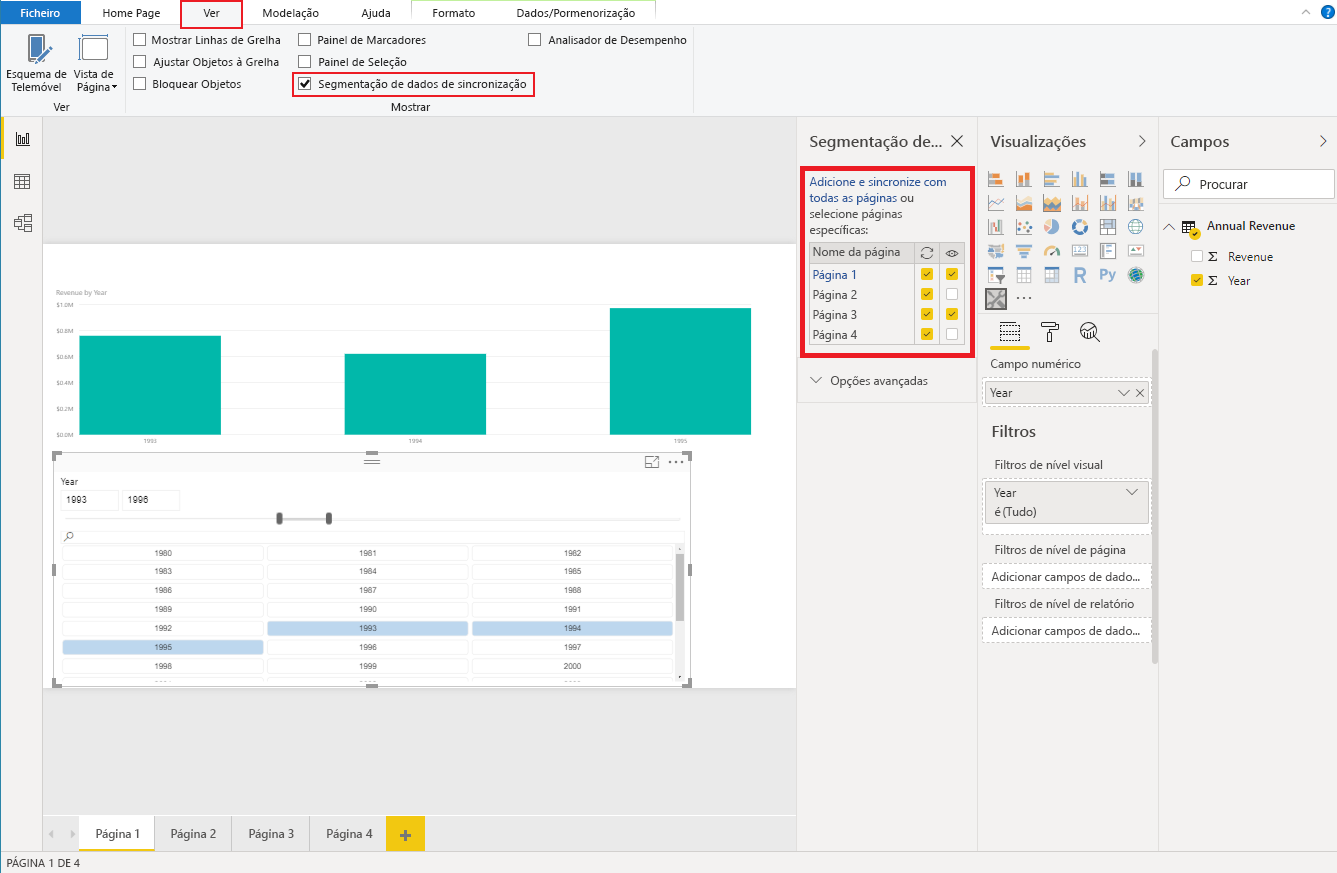 Ficheiro
Home Page
Ver
Modelação
Ajuda
Formato
Dados/Pormenorização
?
Esquema de
Telemóvel
Vista de
Página
Ver
Mostrar Linhas de Grelha
Ajustar Objetos à Grelha
Bloquear Objetos
Painel de Marcadores
Painel de Seleção
Segmentação de dados de sincronização
Analisador de Desempenho
Mostrar
Revenue by Year
$1.0M
$0.8M
$0.6M
$0.4M
$0.2M
$0.0M
1993
1994
1995
Year
1993 1996
1980 1981 1982
1983 1984 1985
1986 1987 1988
1989 1990 1991
1992 1993 1994
1995 1996 1997
1998 1999 2000
Página 1
Página 2
Página 3
Página 4
+
PÁGINA 1 DE 4
Segmentação de...
Adicione e sincronize com
todas as páginas ou
selecione páginas
específicas:
Nome da página
Página 1
Página 2
Página 3
Página 4
Opções avançadas
Visualizações
123
R
Py
...
Campo numérico
Year
Filtros
Filtros de nível visual
Year
é (Tudo)
Filtros de nível de página
Adicionar campos de dado...
Filtros de nível de relatório
Adicionar campos de dado...
Campos
Procurar
Annual Revenue
Σ Revenue
Σ Year